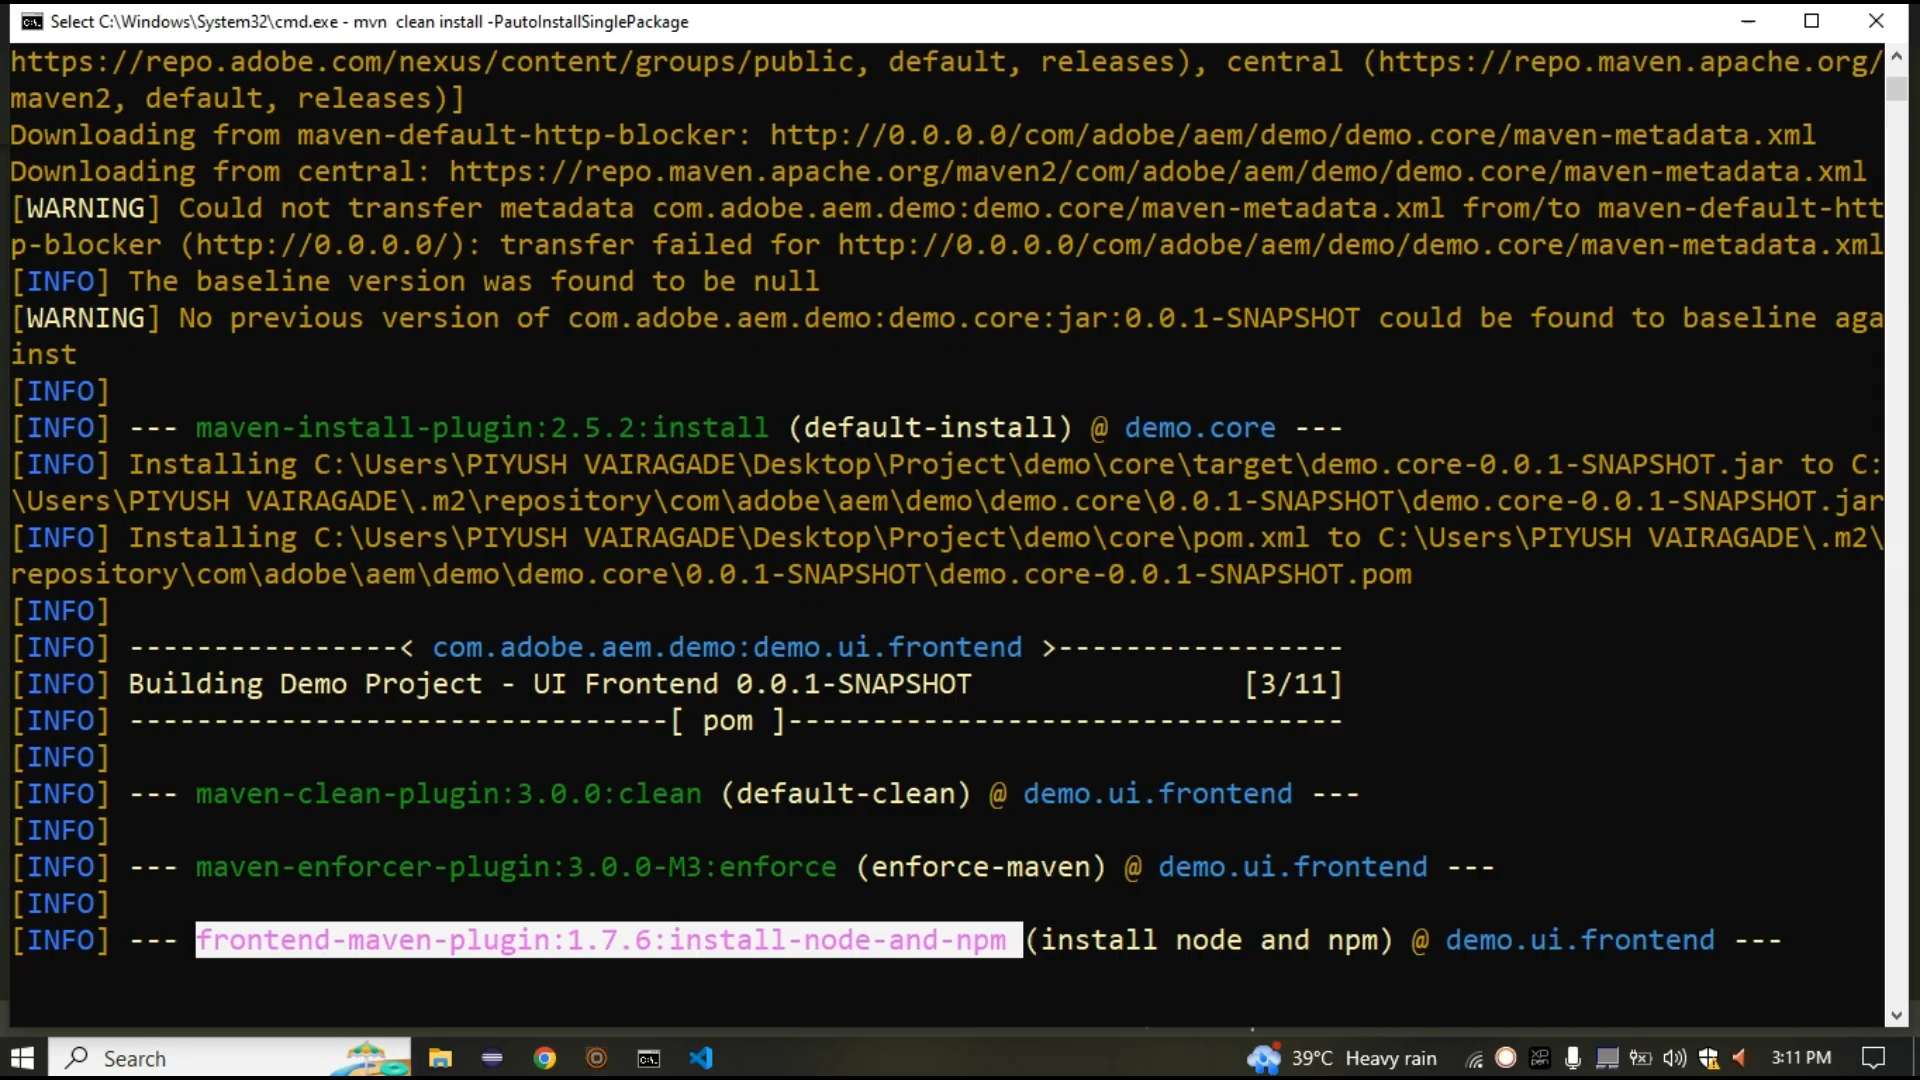 Select C:\Windows\System32\cmd.exe - mvn  clean install -PautoInstallSinglePackage
https://repo.adobe.com/nexus/content/groups/public, default, releases), central (https://repo.maven.apache.org/
maven2, default, releases)]
Downloading from maven-default-http-blocker: http://0.0.0.0/com/adobe/aem/demo/demo.core/maven-metadata.xml
Downloading from central: https://repo.maven.apache.org/maven2/com/adobe/aem/demo/demo.core/maven-metadata.xml
[WARNING] Could not transfer metadata com.adobe.aem.demo:demo.core/maven-metadata.xml from/to maven-default-htt
p-blocker (http://0.0.0.0/): transfer failed for http://0.0.0.0/com/adobe/aem/demo/demo.core/maven-metadata.xml
[INFO] The baseline version was found to be null
[WARNING] No previous version of com.adobe.aem.demo:demo.core:jar:0.0.1-SNAPSHOT could be found to baseline aga
inst
[INFO]
[INFO] --- maven-install-plugin:2.5.2:install (default-install) @ demo.core ---
[INFO] Installing C:\Users\PIYUSH VAIRAGADE\Desktop\Project\demo\core\target\demo.core-0.0.1-SNAPSHOT.jar to C:
\Users\PIYUSH VAIRAGADE\.m2\repository\com\adobe\aem\demo\demo.core\0.0.1-SNAPSHOT\demo.core-0.0.1-SNAPSHOT.jar
[INFO] Installing C:\Users\PIYUSH VAIRAGADE\Desktop\Project\demo\core\pom.xml to C:\Users\PIYUSH VAIRAGADE\.m2\
repository\com\adobe\aem\demo\demo.core\0.0.1-SNAPSHOT\demo.core-0.0.1-SNAPSHOT.pom
[INFO]
[INFO] ----------------< com.adobe.aem.demo:demo.ui.frontend >-----------------
[INFO] Building Demo Project - UI Frontend 0.0.1-SNAPSHOT                [3/11]
[INFO] --------------------------------[ pom ]---------------------------------
[INFO]
[INFO] --- maven-clean-plugin:3.0.0:clean (default-clean) @ demo.ui.frontend ---
[INFO]
[INFO] --- maven-enforcer-plugin:3.0.0-M3:enforce (enforce-maven) @ demo.ui.frontend ---
[INFO]
[INFO] --- frontend-maven-plugin:1.7.6:install-node-and-npm (install node and npm) @ demo.ui.frontend ---
Search 39°C Heavy rain 3:11 PM